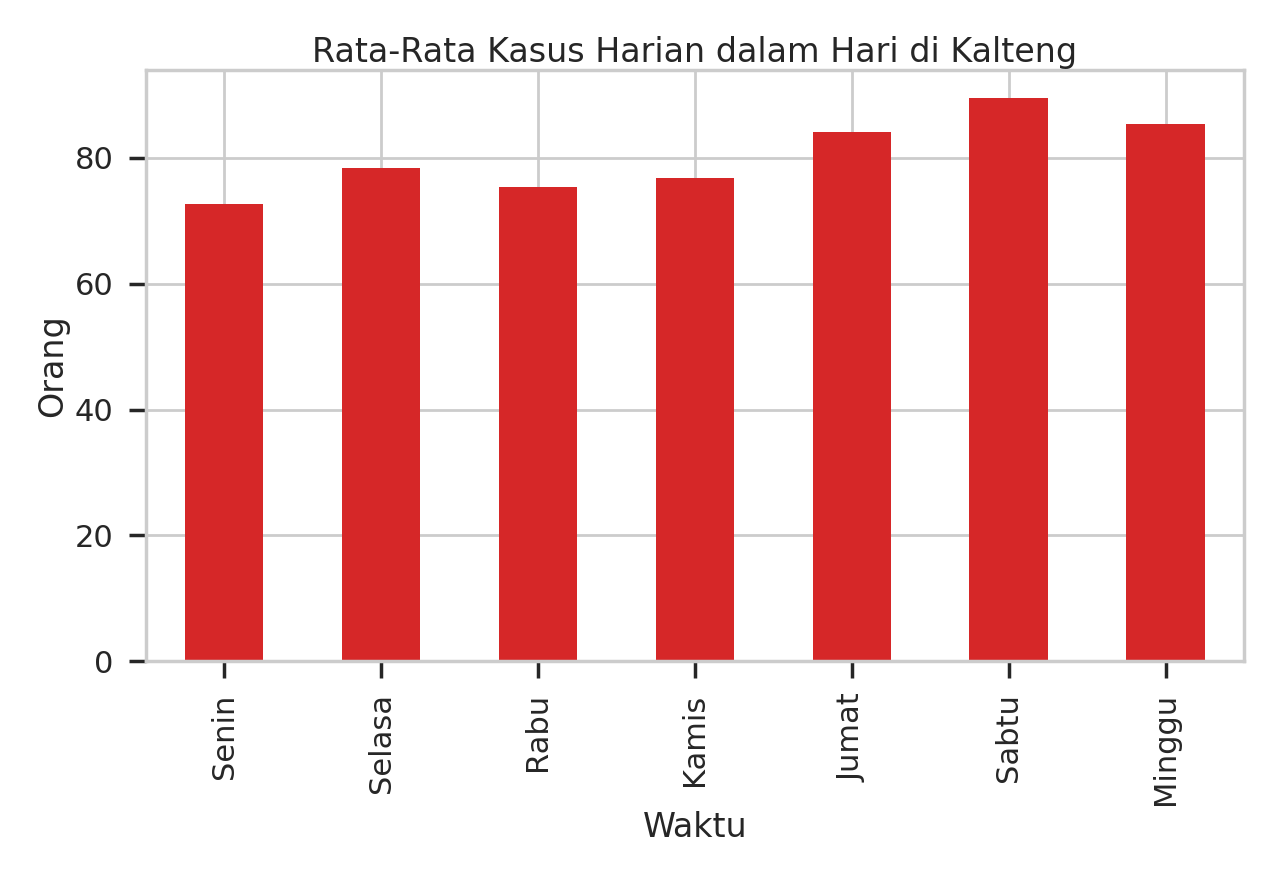 Rata-Rata Kasus Harian dalam Hari di Kalteng
80
60
40
20
0
Orang
Senin
Selasa
Rabu
Kamis
Jumat
Sabtu
Minggu
Waktu